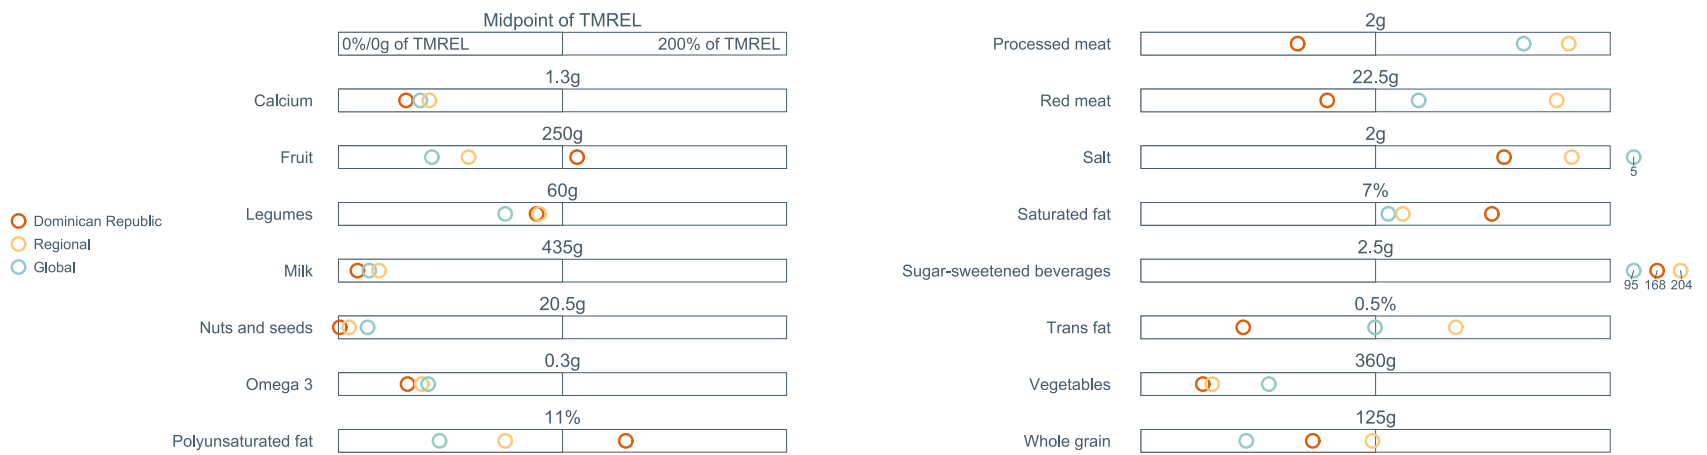 Midpoint of TMREL
0%/0g of TMREL
200% of TMREL
1.3g
Calcium
250g
Fruit
60g
Legumes
435g
Milk
20.5g
Nuts and seeds
0.3g
Omega 3
11%
Polyunsaturated fat
Dominican Republic
Regional
Global
2g
Processed meat
22.5g
Red meat
2g
Salt
5
7%
Saturated fat
2.5g
Sugar-sweetened beverages
95 168 204
0.5%
Trans fat
360g
Vegetables
125g
Whole grain